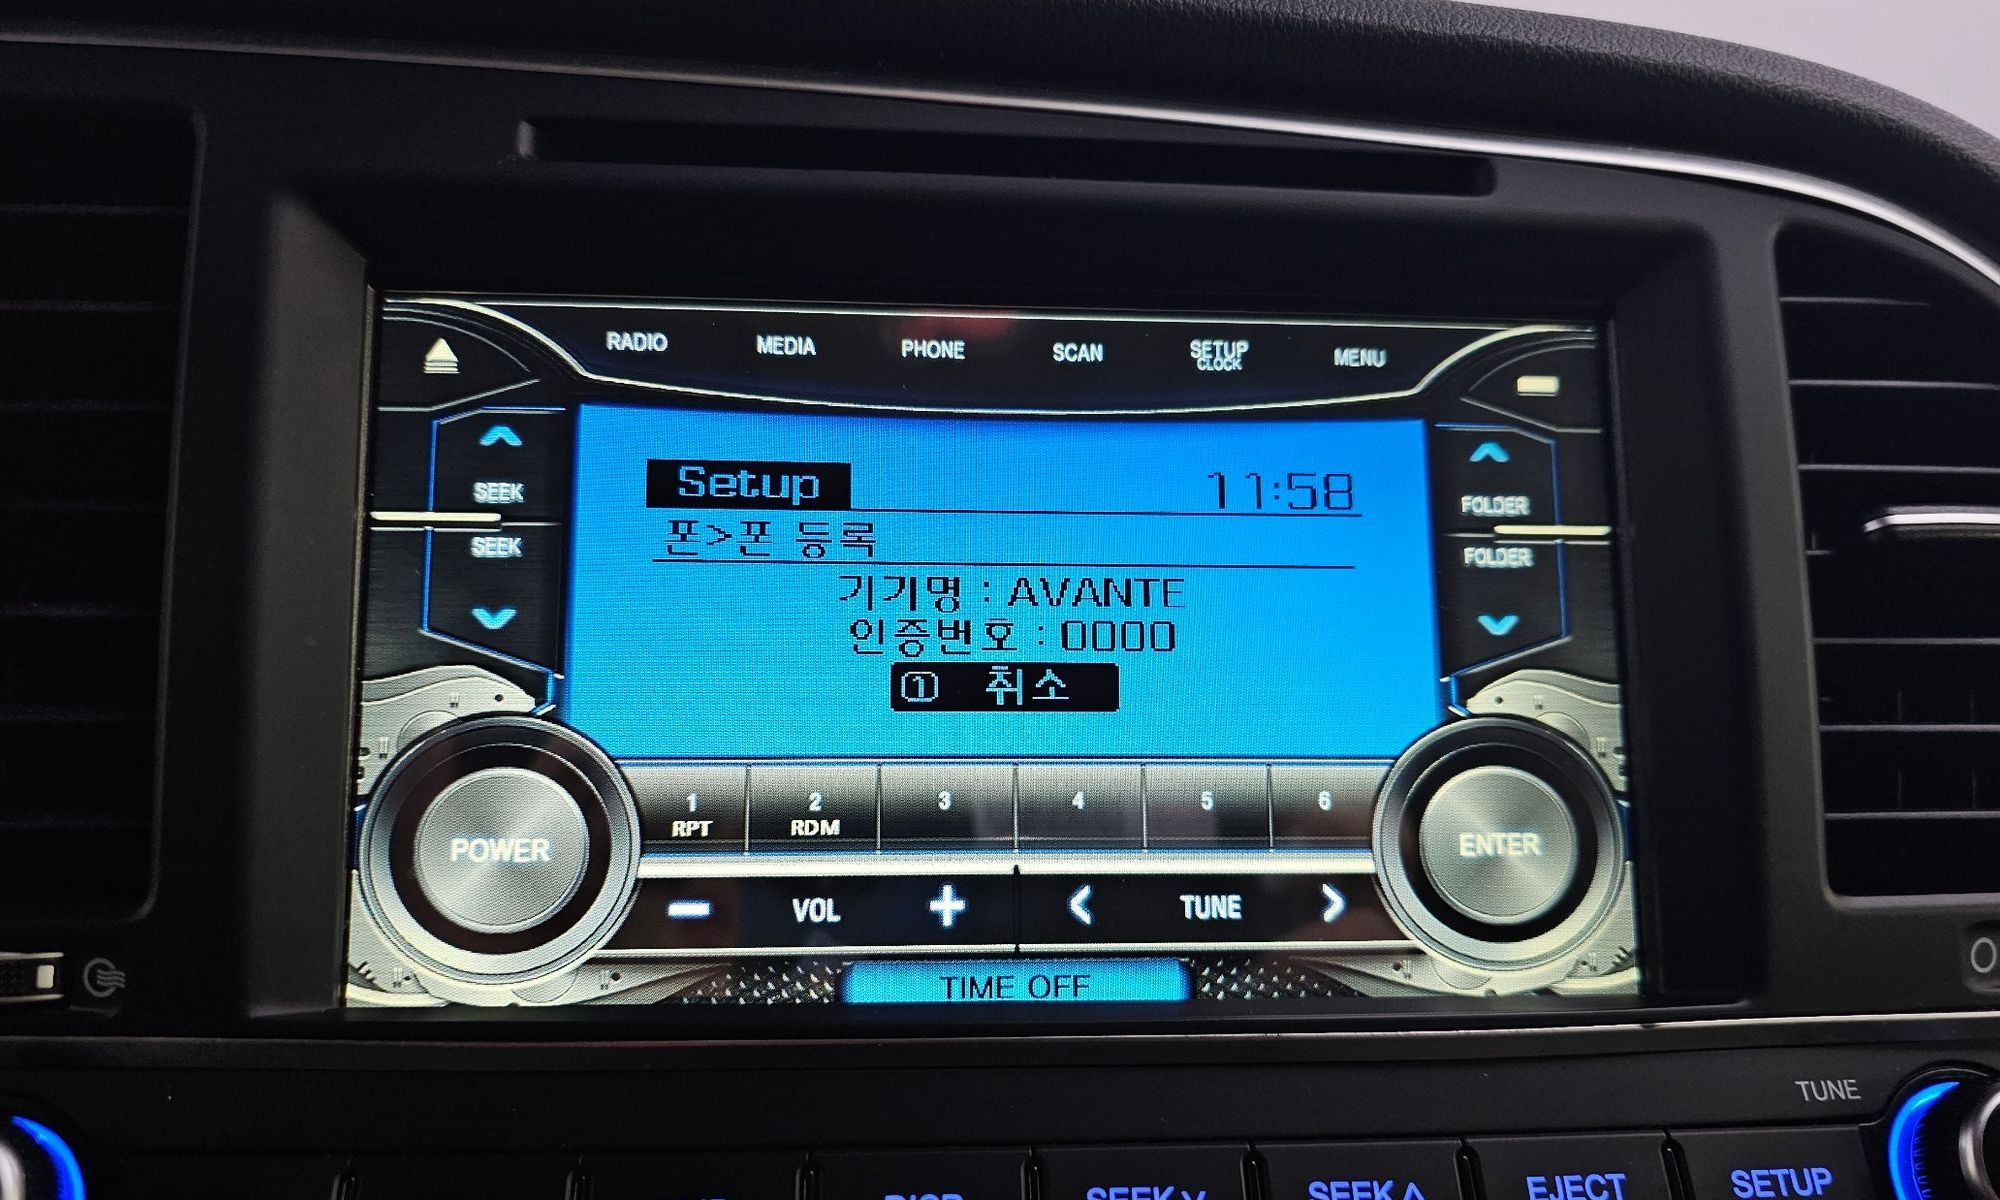 RADIO MEDIA PHONE SCAN SETUP CLOCK MENU
SEEK
SEEK
Setup 11:58
폰>폰 등록
기기명 : AVANTE
인증번호 : 0000
① 취소
FOLDER
FOLDER
POWER
1 RPT
2 RDM
3
4
5
6
ENTER
− VOL + < TUNE >
TIME OFF
TUNE
SEEK∨
SEEK∧
EJECT
SETUP